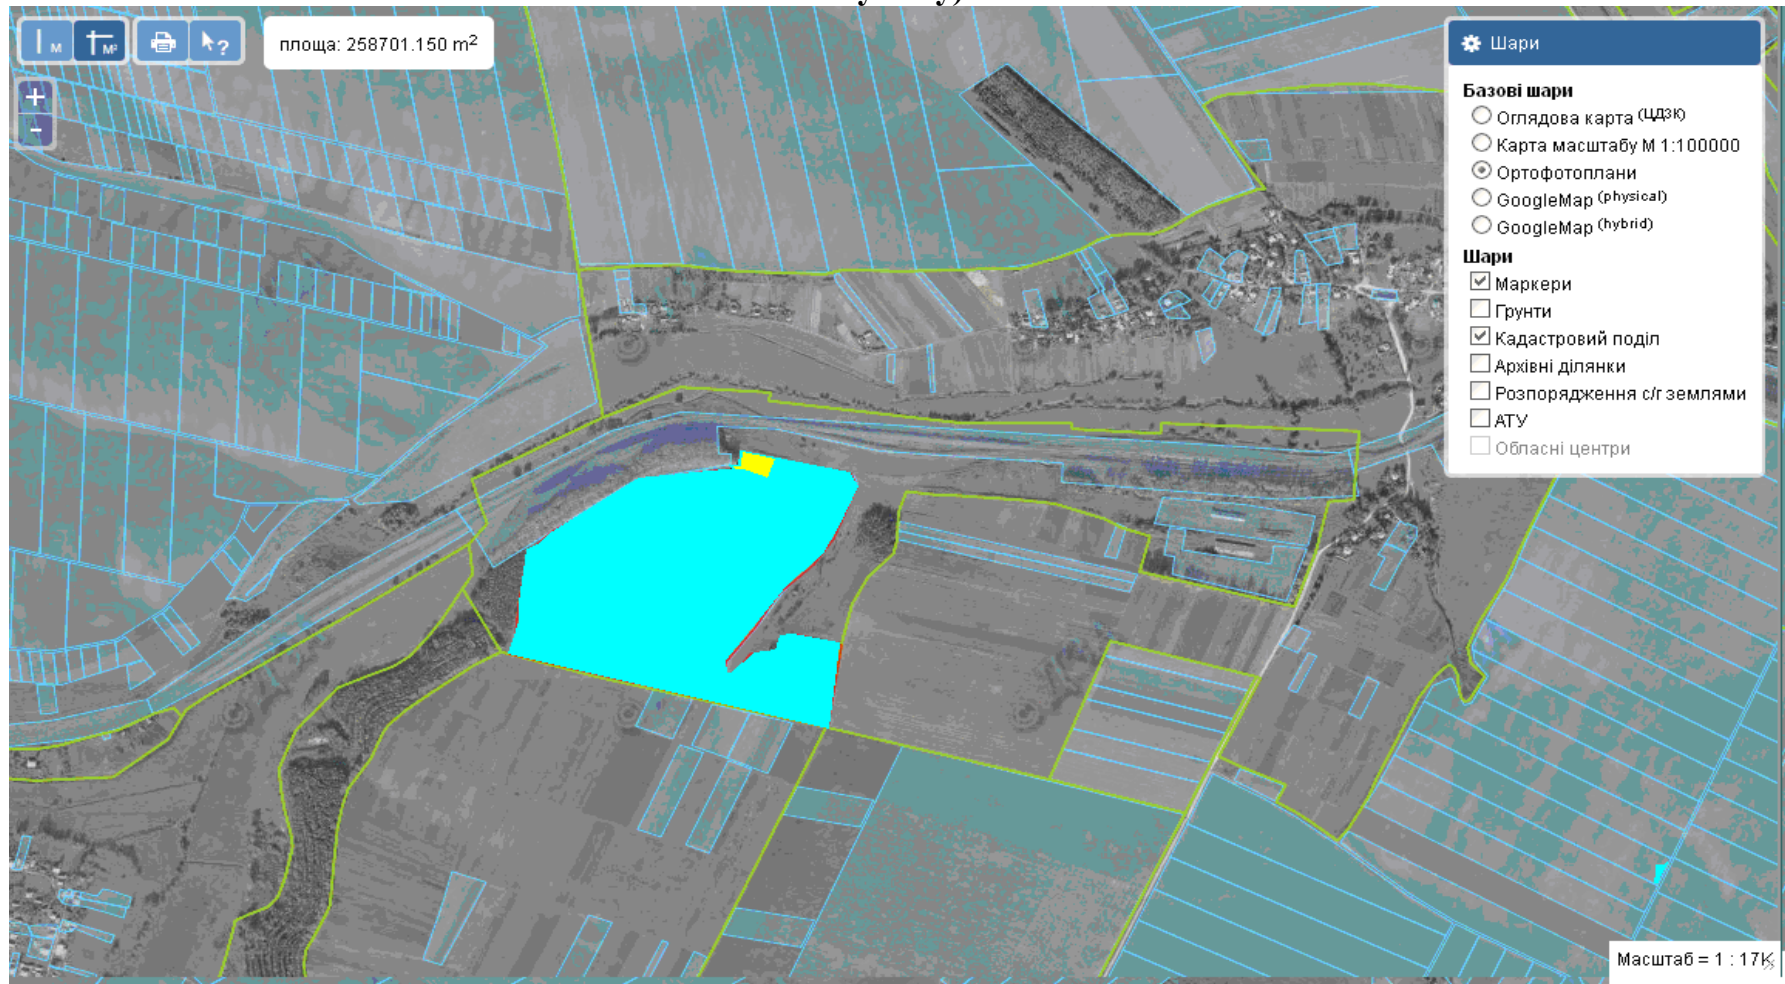 площа: 258701.150 m²
Шари
Базові шари
Оглядова карта (ЦДЗК)
Карта масштабу М 1:100000
Ортофотоплани
GoogleMap (physical)
GoogleMap (hybrid)
Шари
Маркери
Грунти
Кадастровий поділ
Архівні ділянки
Розпорядження с/г землями
АТУ
Обласні центри
Масштаб = 1 : 17K